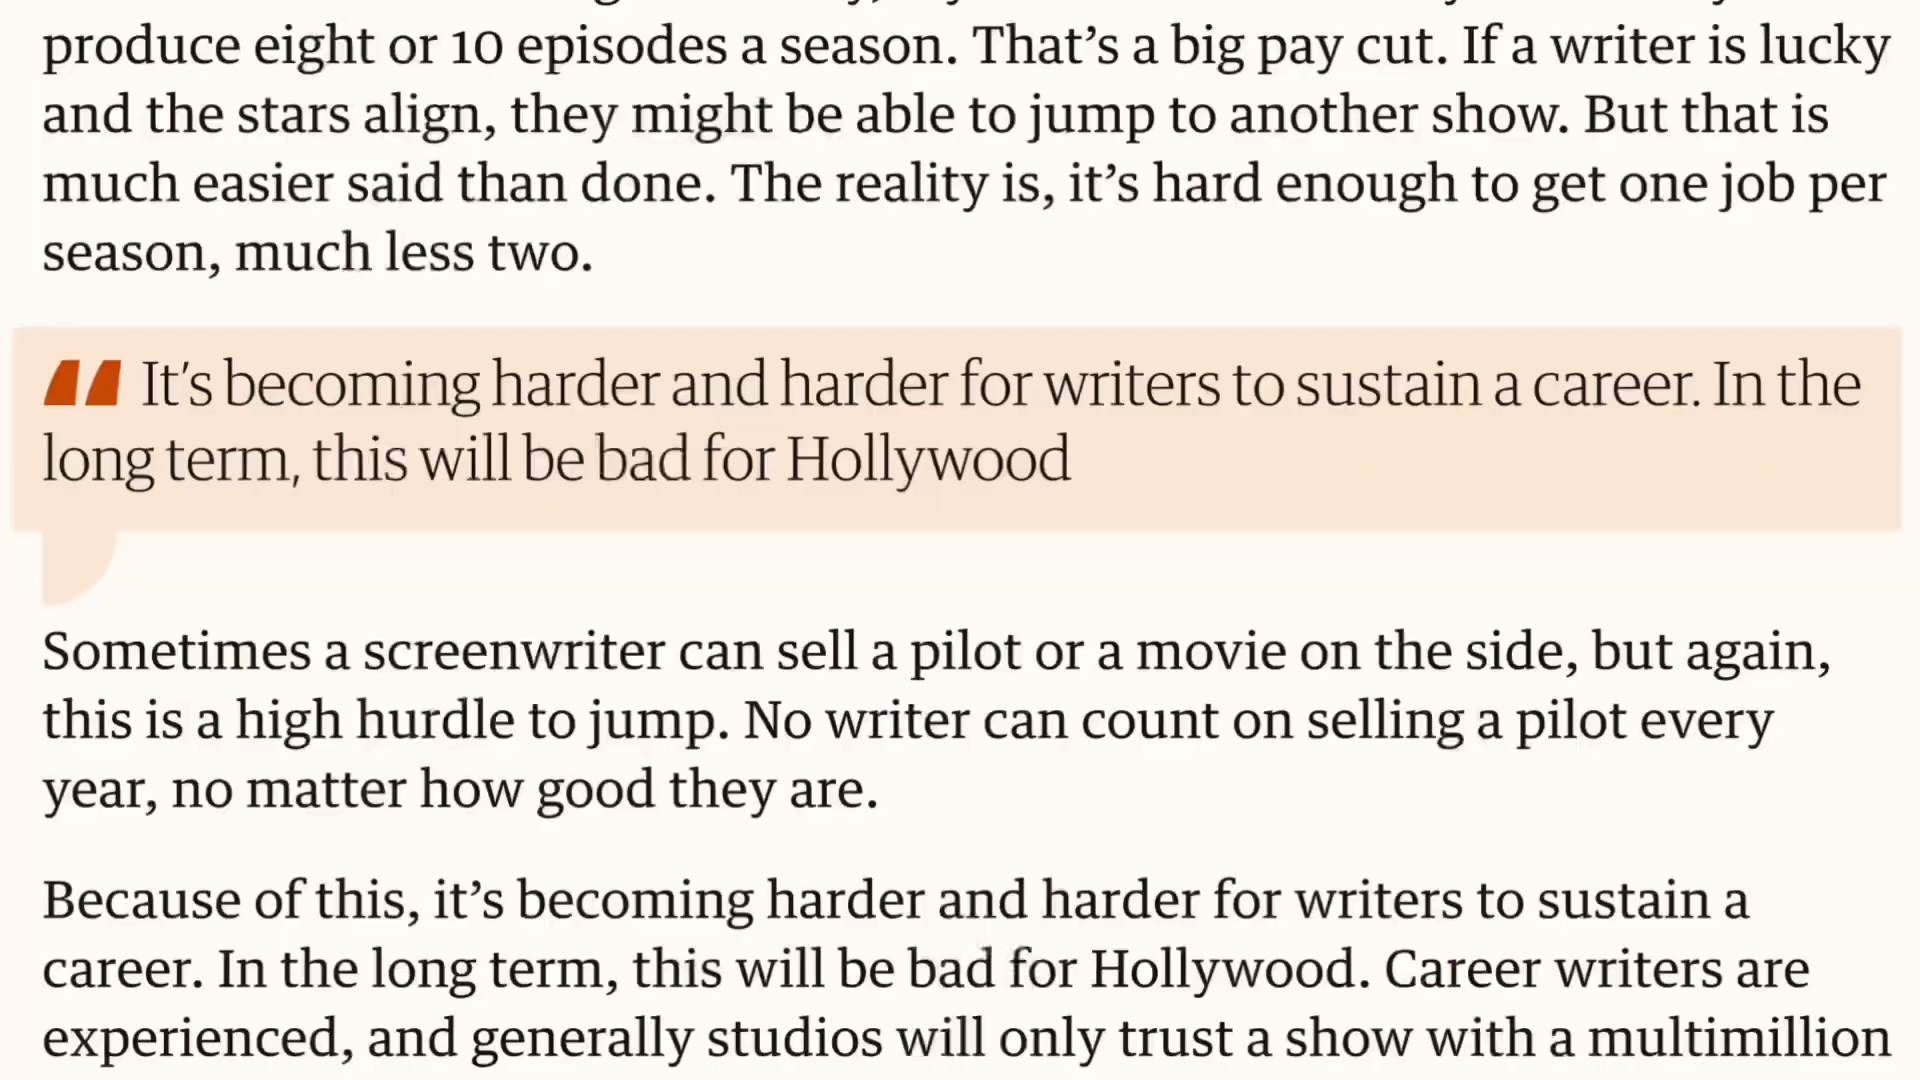 produce eight or 10 episodes a season. That’s a big pay cut. If a writer is lucky
and the stars align, they might be able to jump to another show. But that is
much easier said than done. The reality is, it’s hard enough to get one job per
season, much less two.
“ It’s becoming harder and harder for writers to sustain a career. In the
long term, this will be bad for Hollywood
Sometimes a screenwriter can sell a pilot or a movie on the side, but again,
this is a high hurdle to jump. No writer can count on selling a pilot every
year, no matter how good they are.
Because of this, it’s becoming harder and harder for writers to sustain a
career. In the long term, this will be bad for Hollywood. Career writers are
experienced, and generally studios will only trust a show with a multimillion